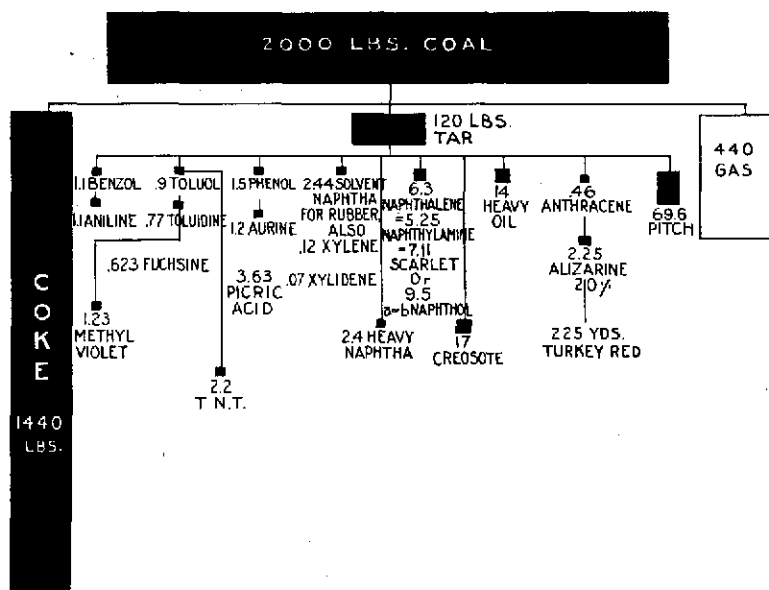 2000 LBS. COAL
120 LBS.
TAR
440
GAS
COKE
1440
LBS.
1.1 BENZOL
1.1 ANILINE
.9 TOLUOL
.77 TOLUIDINE
.623 FUCHSINE
1.23
METHYL
VIOLET
2.2
T.N.T.
1.5 PHENOL
1.2 AURINE
3.63
PICRIC
ACID
2.44 SOLVENT
NAPHTHA
FOR RUBBER,
ALSO
.12 XYLENE
.07 XYLIDENE
2.4 HEAVY
NAPHTHA
6.3
NAPHTHALENE
=5.25
NAPHTHYLAMINE
=7.11
SCARLET
Or
9.5
a=b NAPHTHOL
17
CREOSOTE
14
HEAVY
OIL
.46
ANTHRACENE
2.25
ALIZARINE
20%
225 YDS.
TURKEY RED
69.6
PITCH